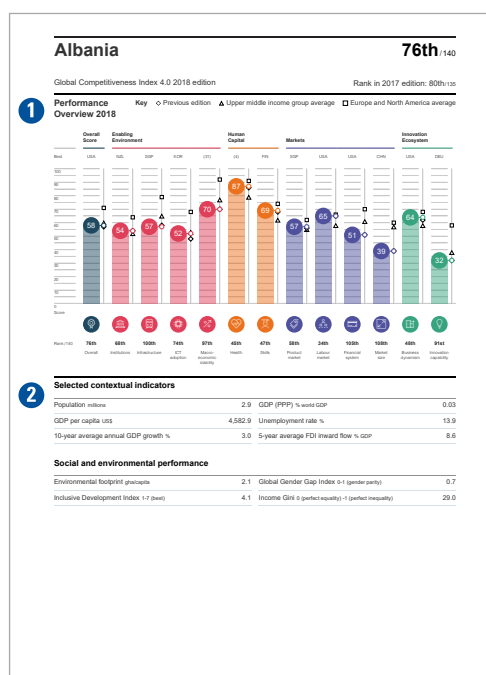 Albania 76th /140
Global Competitiveness Index 4.0 2018 edition Rank in 2017 edition: 80th/135
1 Performance Overview 2018 Key Previous edition Upper middle income group average Europe and North America average
Overall Score Enabling Environment Human Capital Markets Innovation Ecosystem
Best USA SGP KOR (31) (4) FIN SGP USA USA CHN USA DEU
100
90
80
70
60
50
40
30
20
10
0
Score
58 54 57 52 70 87 69 57 65 51 39 64 32
Rank /140 76th 68th 100th 74th 97th 45th 47th 58th 34th 105th 108th 48th 91st
Overall Institutions Infrastructure ICT adoption Macro-economic stability Health Skills Product market Labour market Financial system Market size Business dynamism Innovation capability
2 Selected contextual indicators
Population millions 2.9 GDP (PPP) % world GDP 0.03
GDP per capita US$ 4,582.9 Unemployment rate % 13.9
10-year average annual GDP growth % 3.0 5-year average FDI inward flow % GDP 8.6
Social and environmental performance
Environmental footprint gha/capita 2.1 Global Gender Gap Index 0-1 (gender parity) 0.7
Inclusive Development Index 1-7 (best) 4.1 Income Gini 0 (perfect equality) -1 (perfect inequality) 29.0